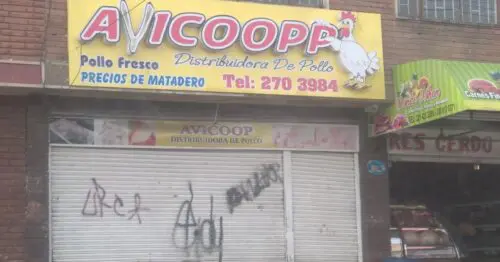 AVICOOPP
Distribuidora De Pollo
Pollo Fresco
PRECIOS DE MATADERO
Tel: 270 3984
AVICOOP
DISTRIBUIDORA DE POLLO
RES CERDO